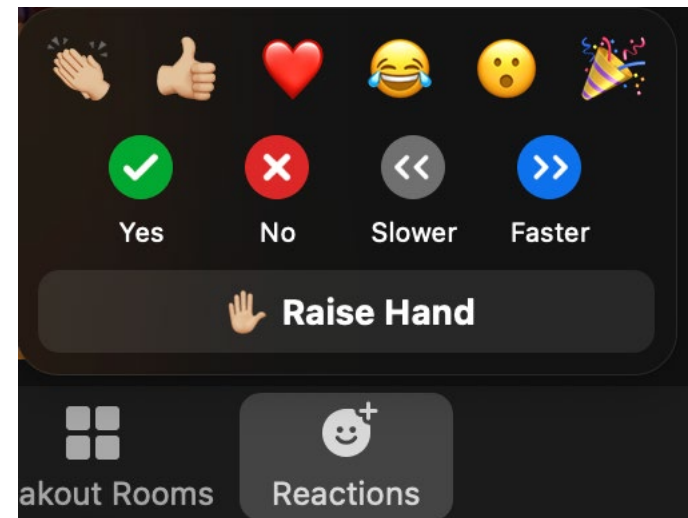 Yes No Slower Faster
Raise Hand
akout Rooms Reactions